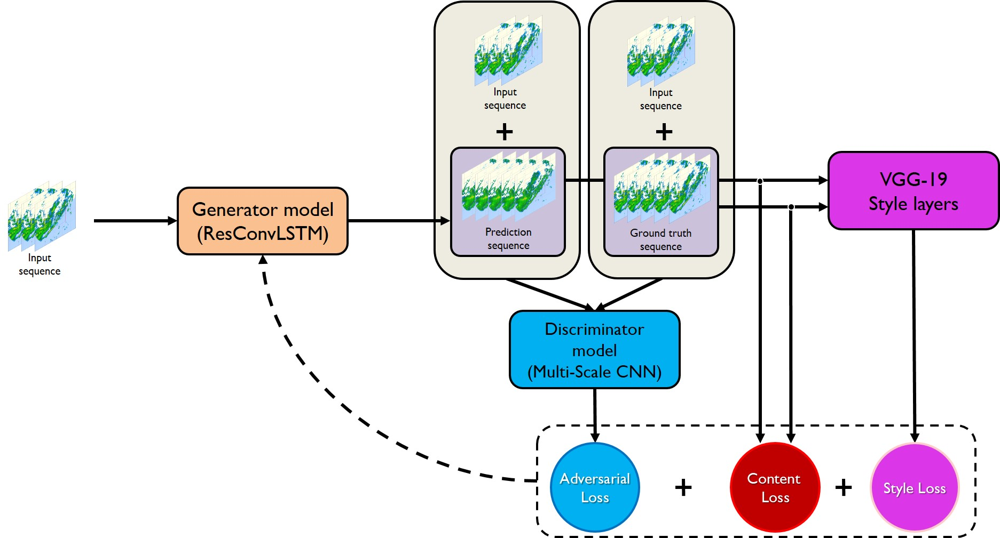 Input
sequence
Generator model
(ResConvLSTM)
Input
sequence
+
Prediction
sequence
Input
sequence
+
Ground truth
sequence
VGG-19
Style layers
Discriminator
model
(Multi-Scale CNN)
Adversarial
Loss
+
Content
Loss
+
Style Loss